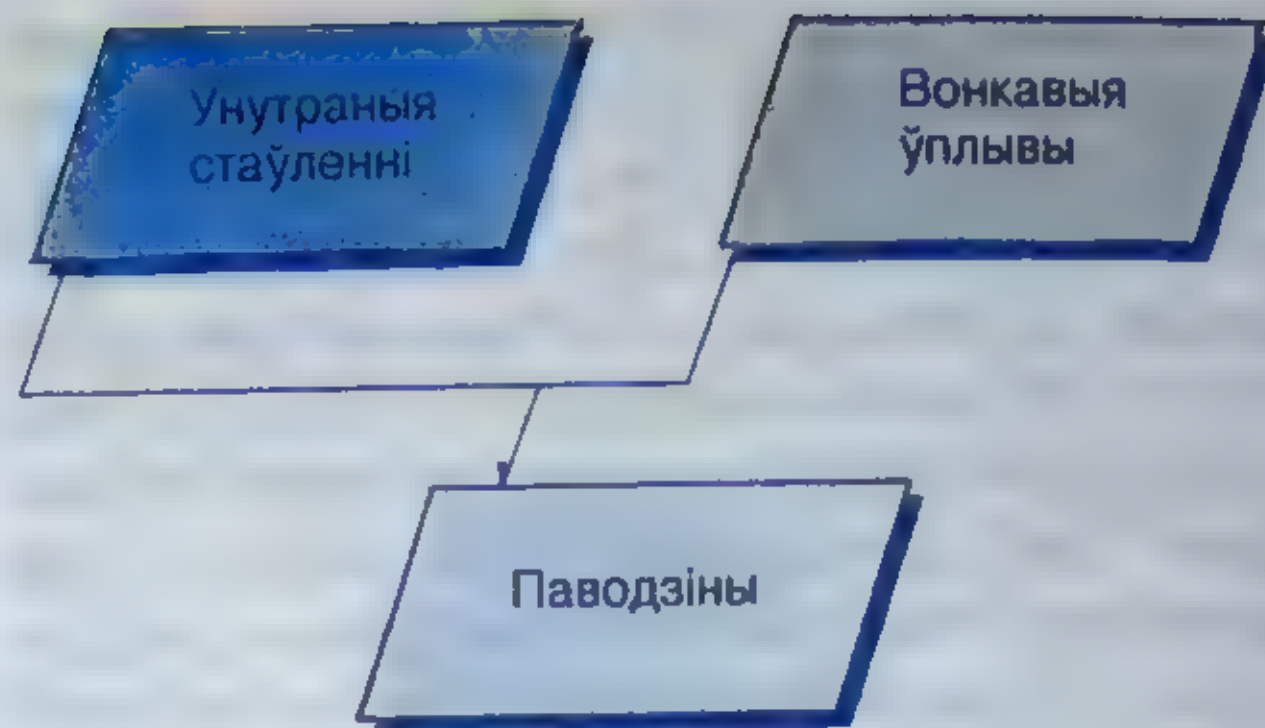 Унутраныя
стаўленні
Вонкавыя
ўплывы
Паводзіны